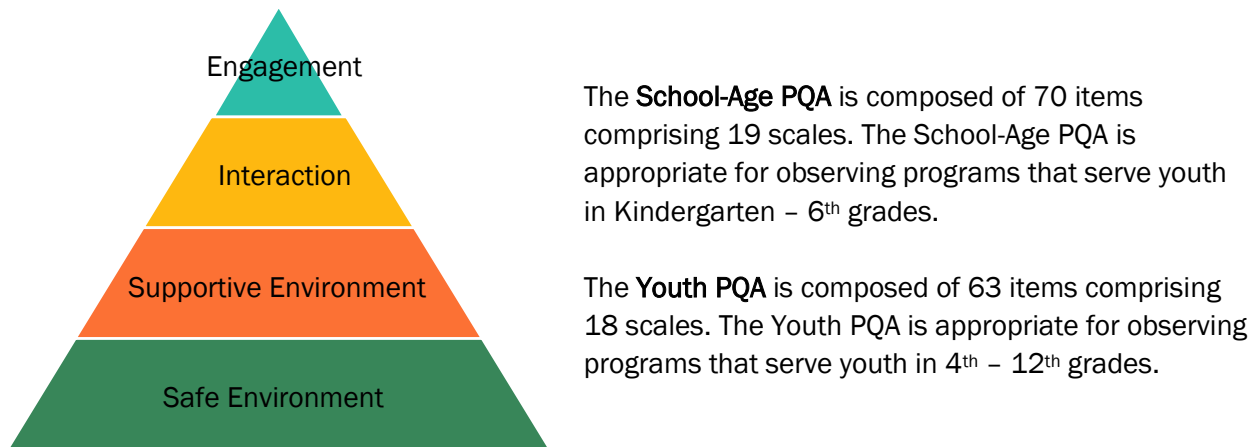 Engagement
Interaction
Supportive Environment
Safe Environment
The School-Age PQA is composed of 70 items
comprising 19 scales. The School-Age PQA is
appropriate for observing programs that serve youth
in Kindergarten – 6th grades.
The Youth PQA is composed of 63 items comprising
18 scales. The Youth PQA is appropriate for observing
programs that serve youth in 4th – 12th grades.